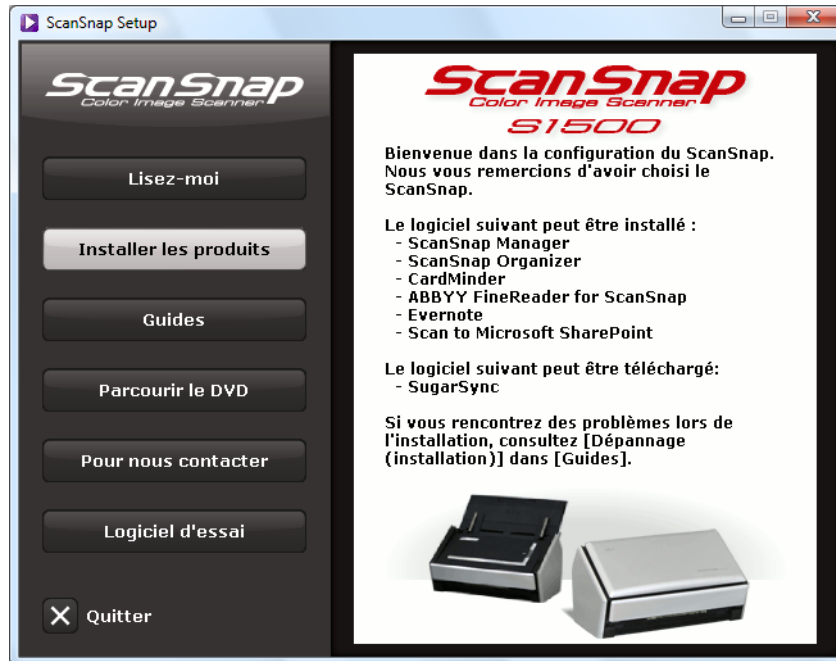 ScanSnap Setup
ScanSnap
Color Image Scanner
Lisez-moi
Installer les produits
Guides
Parcourir le DVD
Pour nous contacter
Logiciel d'essai
Quitter
ScanSnap
Color Image Scanner
S1500
Bienvenue dans la configuration du ScanSnap.
Nous vous remercions d'avoir choisi le
ScanSnap.
Le logiciel suivant peut être installé :
- ScanSnap Manager
- ScanSnap Organizer
- CardMinder
- ABBYY FineReader for ScanSnap
- Evernote
- Scan to Microsoft SharePoint
Le logiciel suivant peut être téléchargé:
- SugarSync
Si vous rencontrez des problèmes lors de
l'installation, consultez [Dépannage
(installation)] dans [Guides].